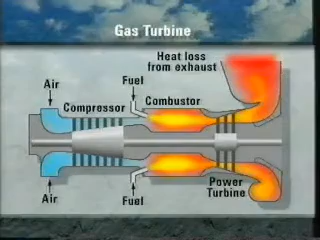 Gas Turbine
Heat loss
from exhaust
Air
Fuel
Compressor
Combustor
Air
Fuel
Power
Turbine